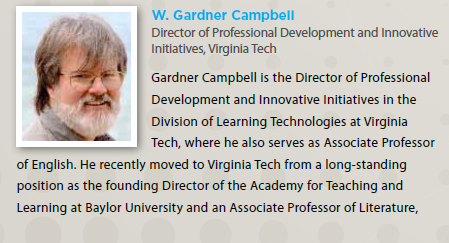 W. Gardner Campbell
Director of Professional Development and Innovative
Initiatives, Virginia Tech
Gardner Campbell is the Director of Professional
Development and Innovative Initiatives in the
Division of Learning Technologies at Virginia
Tech, where he also serves as Associate Professor
of English. He recently moved to Virginia Tech from a long-standing
position as the founding Director of the Academy for Teaching and
Learning at Baylor University and an Associate Professor of Literature,